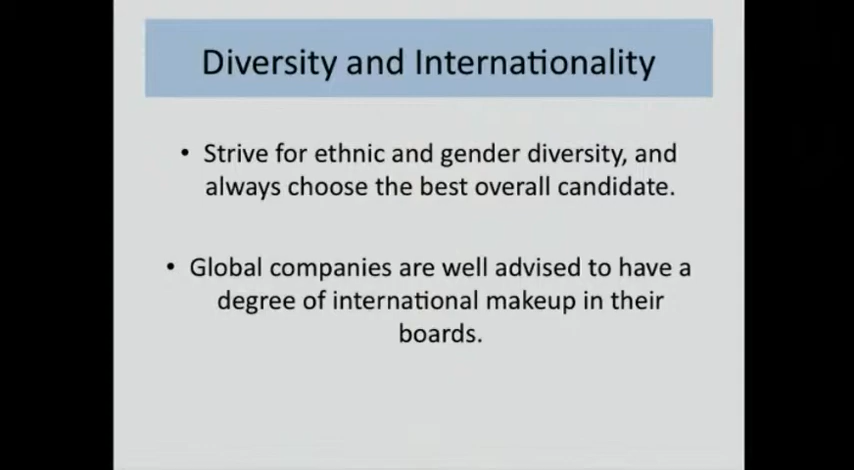 Diversity and Internationality
• Strive for ethnic and gender diversity, and
always choose the best overall candidate.
• Global companies are well advised to have a
degree of international makeup in their
boards.